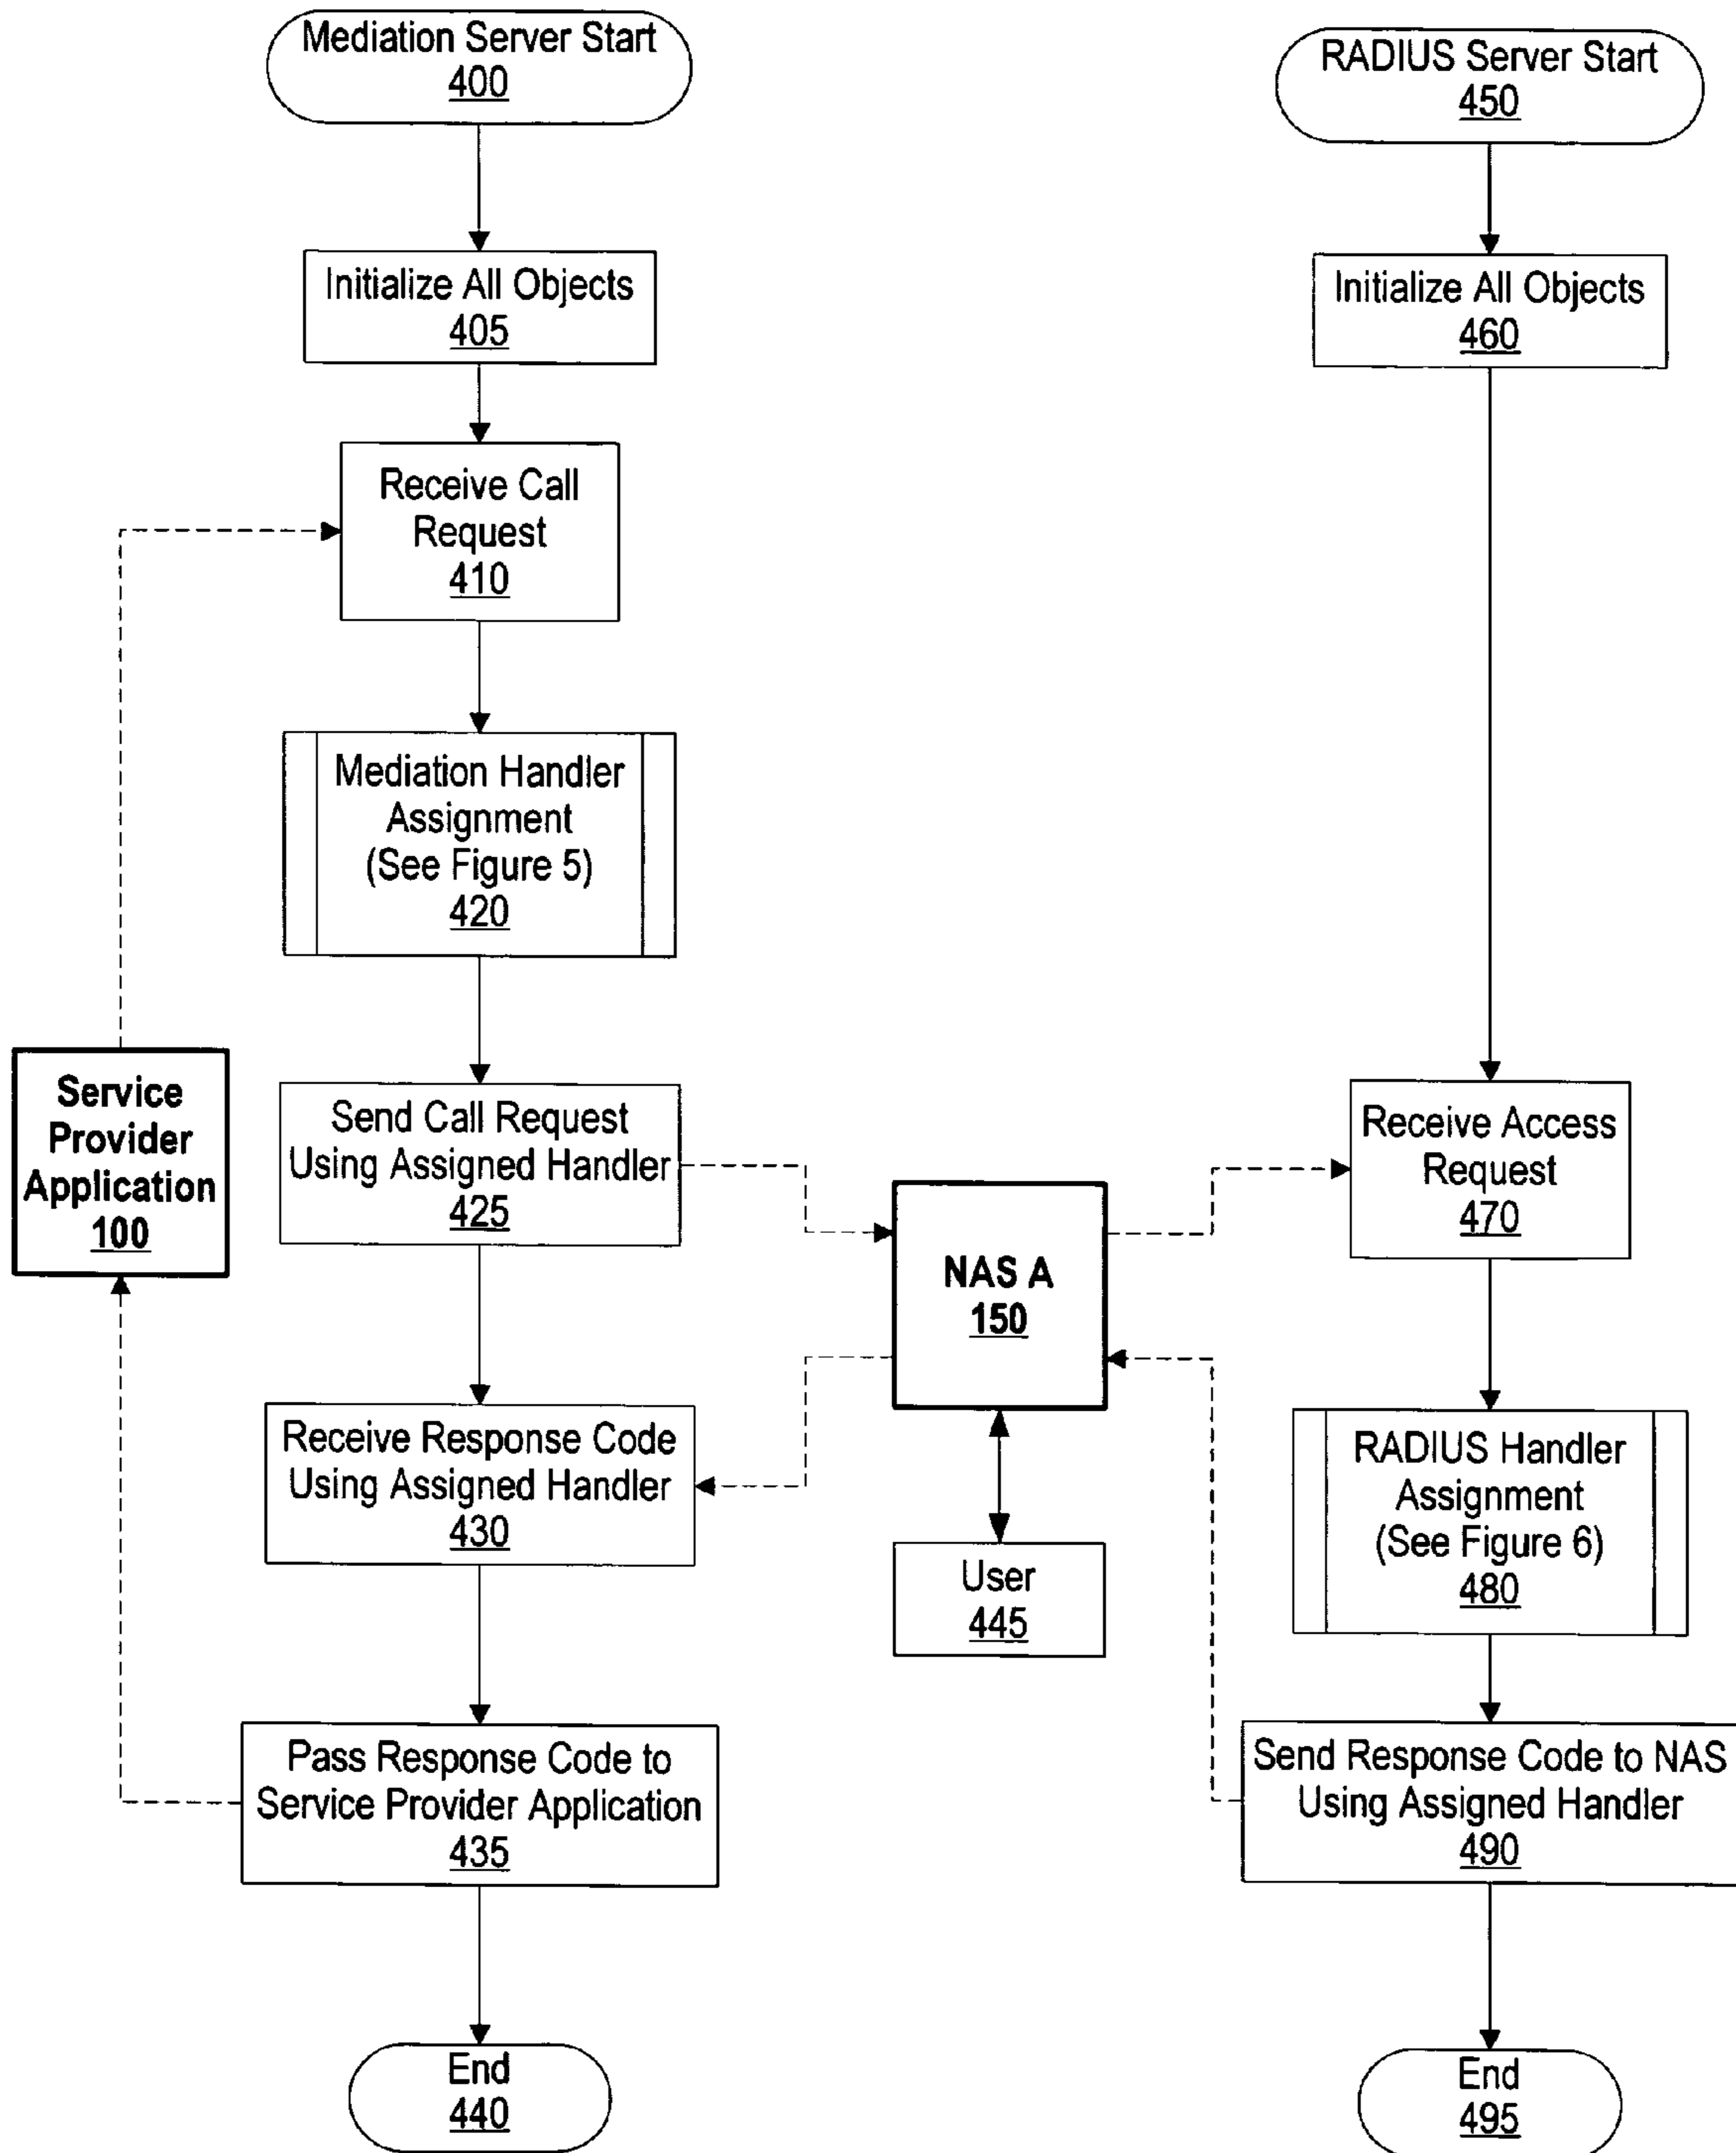 Mediation Server Start
400
Initialize All Objects
405
Receive Call
Request
410
Mediation Handler
Assignment
(See Figure 5)
420
Service
Provider
Application
100
Send Call Request
Using Assigned Handler
425
Receive Response Code
Using Assigned Handler
430
Pass Response Code to
Service Provider Application
435
End
440
NAS A
150
User
445
RADIUS Server Start
450
Initialize All Objects
460
Receive Access
Request
470
RADIUS Handler
Assignment
(See Figure 6)
480
Send Response Code to NAS
Using Assigned Handler
490
End
495